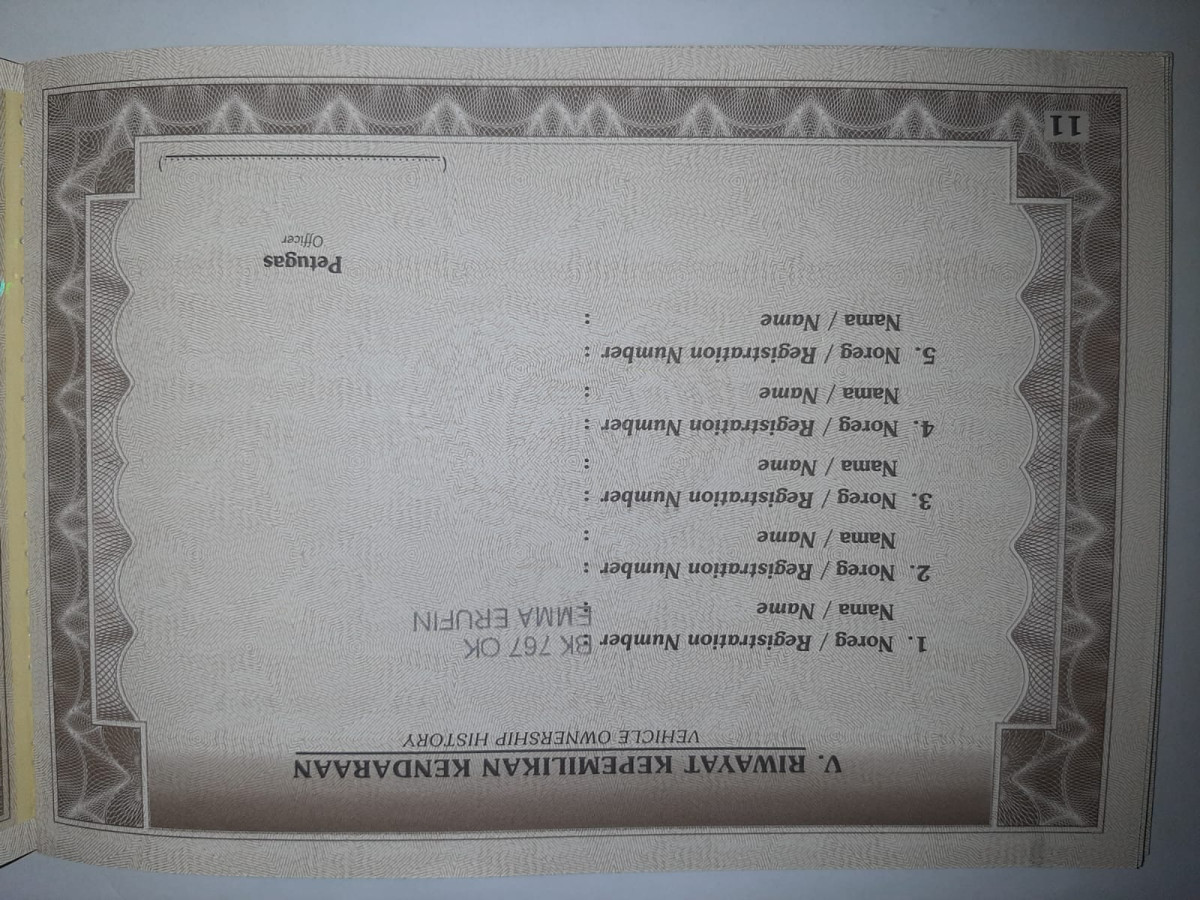 V. RIWAYAT KEPEMILIKAN KENDARAAN
VEHICLE OWNERSHIP HISTORY
1. Noreg / Registration Number : BK 767 OK
Nama / Name : EMMA ERUFIN
2. Noreg / Registration Number :
Nama / Name :
3. Noreg / Registration Number :
Nama / Name :
4. Noreg / Registration Number :
Nama / Name :
5. Noreg / Registration Number :
Nama / Name :
Petugas
Officer
(....................)
11